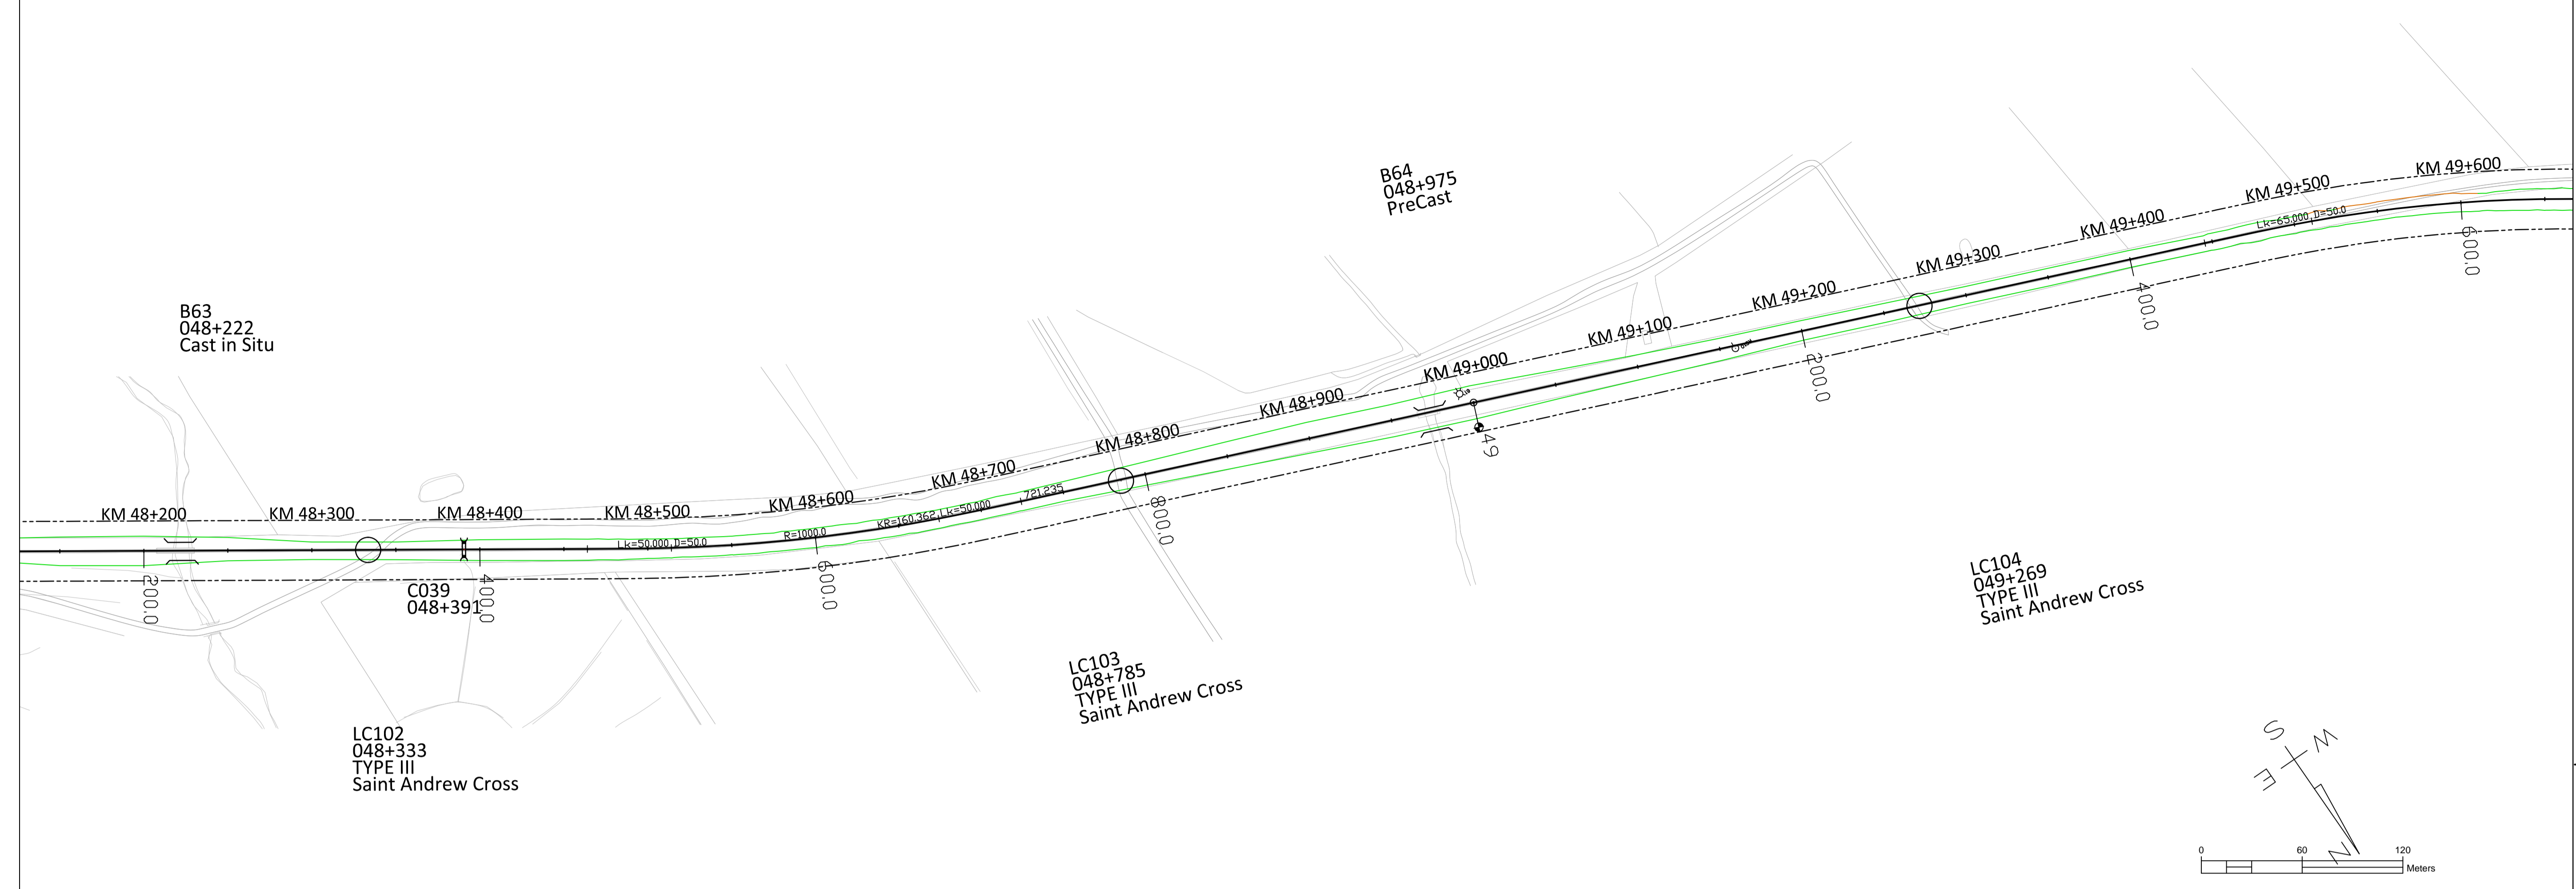 B63
048+222
Cast in Situ
B64
048+975
PreCast
KM 48+200
KM 48+300
KM 48+400
KM 48+500
KM 48+600
KM 48+700
KM 48+800
KM 48+900
KM 49+000
KM 49+100
KM 49+200
KM 49+300
KM 49+400
KM 49+500
KM 49+600
Lk=50.000, D=50.0
R=1000.0
KR=160.362, Lk=50.000
721.235
Lk=65.000, D=50.0
200.0
400.0
600.0
800.0
49
200.0
400.0
600.0
C039
048+391
LC102
048+333
TYPE III
Saint Andrew Cross
LC103
048+785
TYPE III
Saint Andrew Cross
LC104
049+269
TYPE III
Saint Andrew Cross
S
W
E
N
0
60
120
Meters